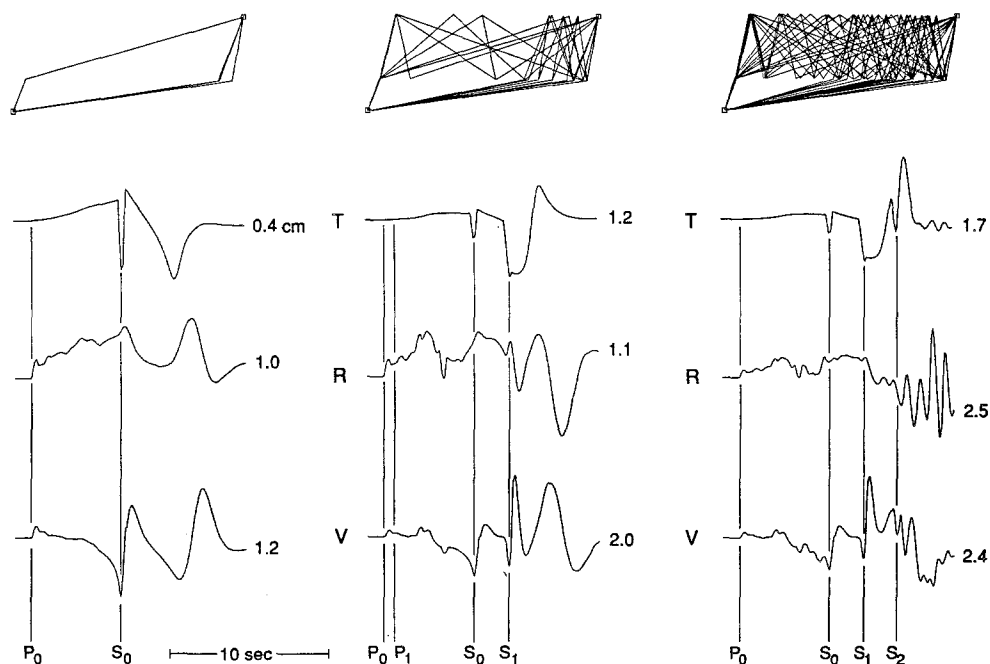 0.4 cm
T
1.2
T
1.7
1.0
R
1.1
R
2.5
1.2
V
2.0
V
2.4
P₀ S₀ 10 sec P₀ P₁ S₀ S₁ P₀ S₀ S₁ S₂